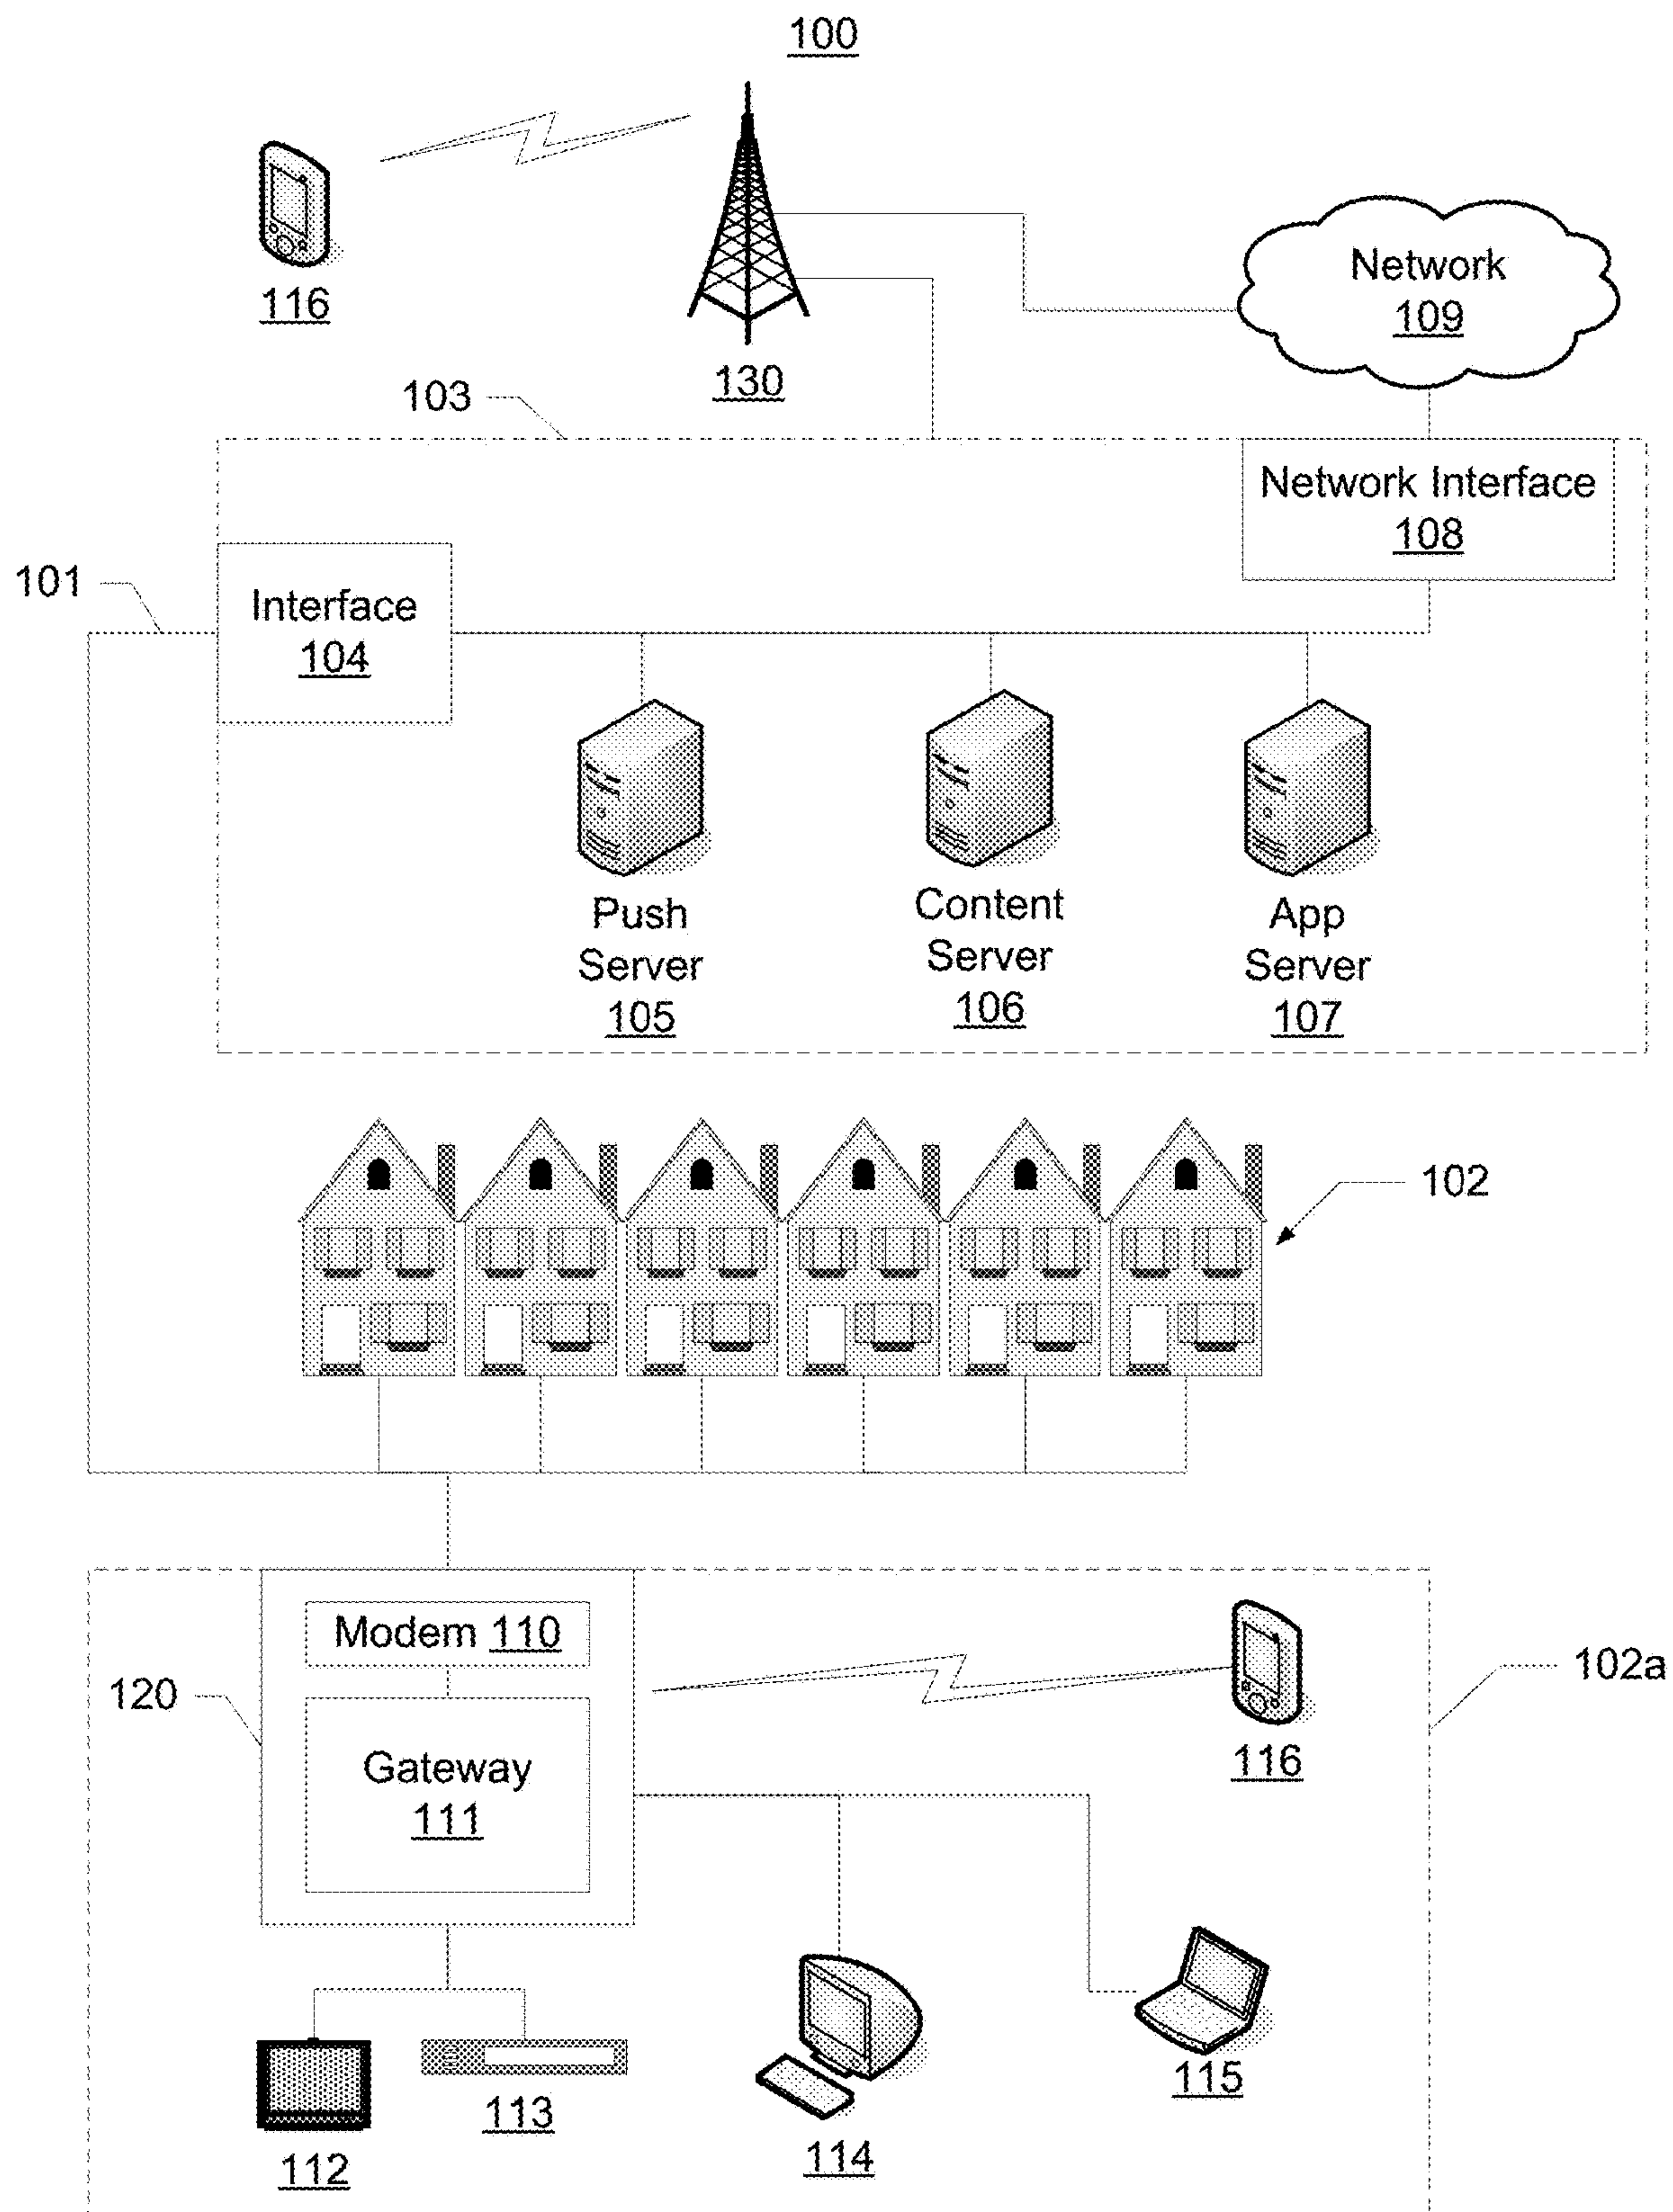 100
116
130
Network
109
103
Network Interface
108
101
Interface
104
Push
Server
105
Content
Server
106
App
Server
107
102
Modem 110
120
Gateway
111
116
102a
112
113
114
115